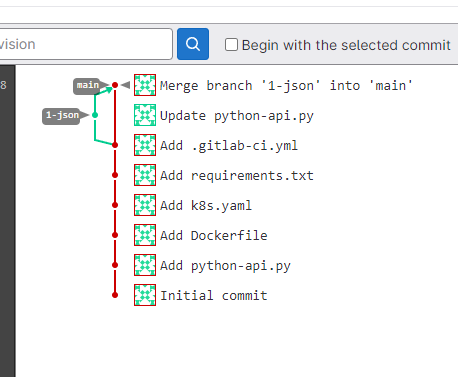 vision
Begin with the selected commit
8
main
Merge branch '1-json' into 'main'
1-json
Update python-api.py
Add .gitlab-ci.yml
Add requirements.txt
Add k8s.yaml
Add Dockerfile
Add python-api.py
Initial commit